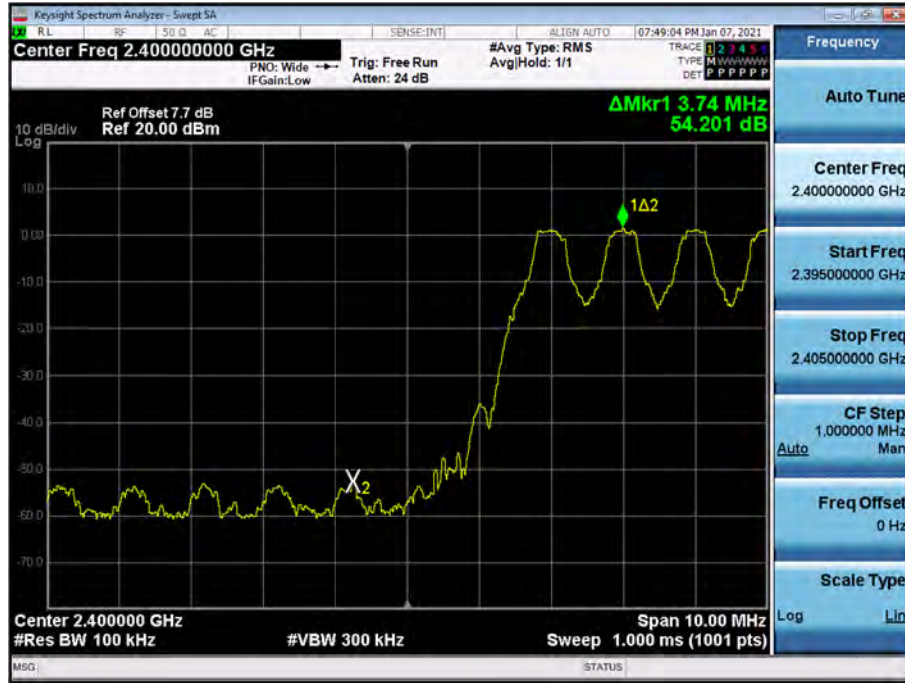 Keysight Spectrum Analyzer - Swept SA
RL RF 50 Ω AC SENSE:INT ALIGN AUTO 07:49:04 PM Jan 07, 2021
Center Freq 2.400000000 GHz
PNO: Wide
IFGain:Low
Trig: Free Run
Atten: 24 dB
#Avg Type: RMS
Avg|Hold: 1/1
TRACE 1 2 3 4 5 6
TYPE M WWWWW
DET P P P P P P
10 dB/div
Log
Ref Offset 7.7 dB
Ref 20.00 dBm
ΔMkr1 3.74 MHz
54.201 dB
10.0
0.00
-10.0
-20.0
-30.0
-40.0
-50.0
-60.0
-70.0
1Δ2
X2
Center 2.400000 GHz
Span 10.00 MHz
#Res BW 100 kHz
#VBW 300 kHz
Sweep 1.000 ms (1001 pts)
MSG
STATUS
Frequency
Auto Tune
Center Freq
2.400000000 GHz
Start Freq
2.395000000 GHz
Stop Freq
2.405000000 GHz
CF Step
1.000000 MHz
Auto Man
Freq Offset
0 Hz
Scale Type
Log Lin